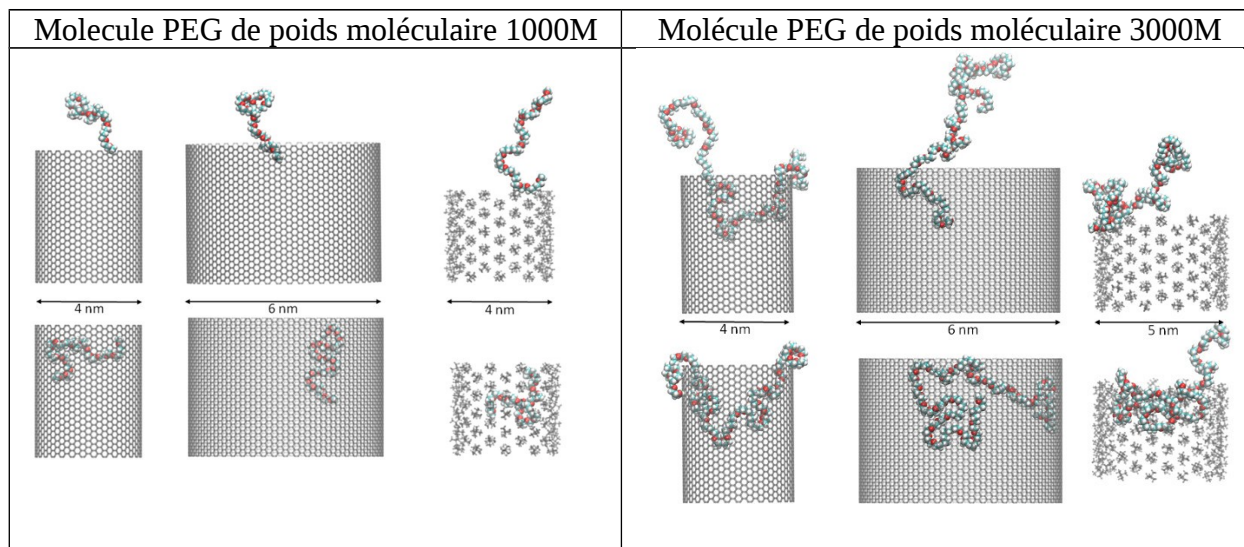 Molecule PEG de poids moléculaire 1000M
Molécule PEG de poids moléculaire 3000M
4 nm
6 nm
4 nm
4 nm
6 nm
5 nm